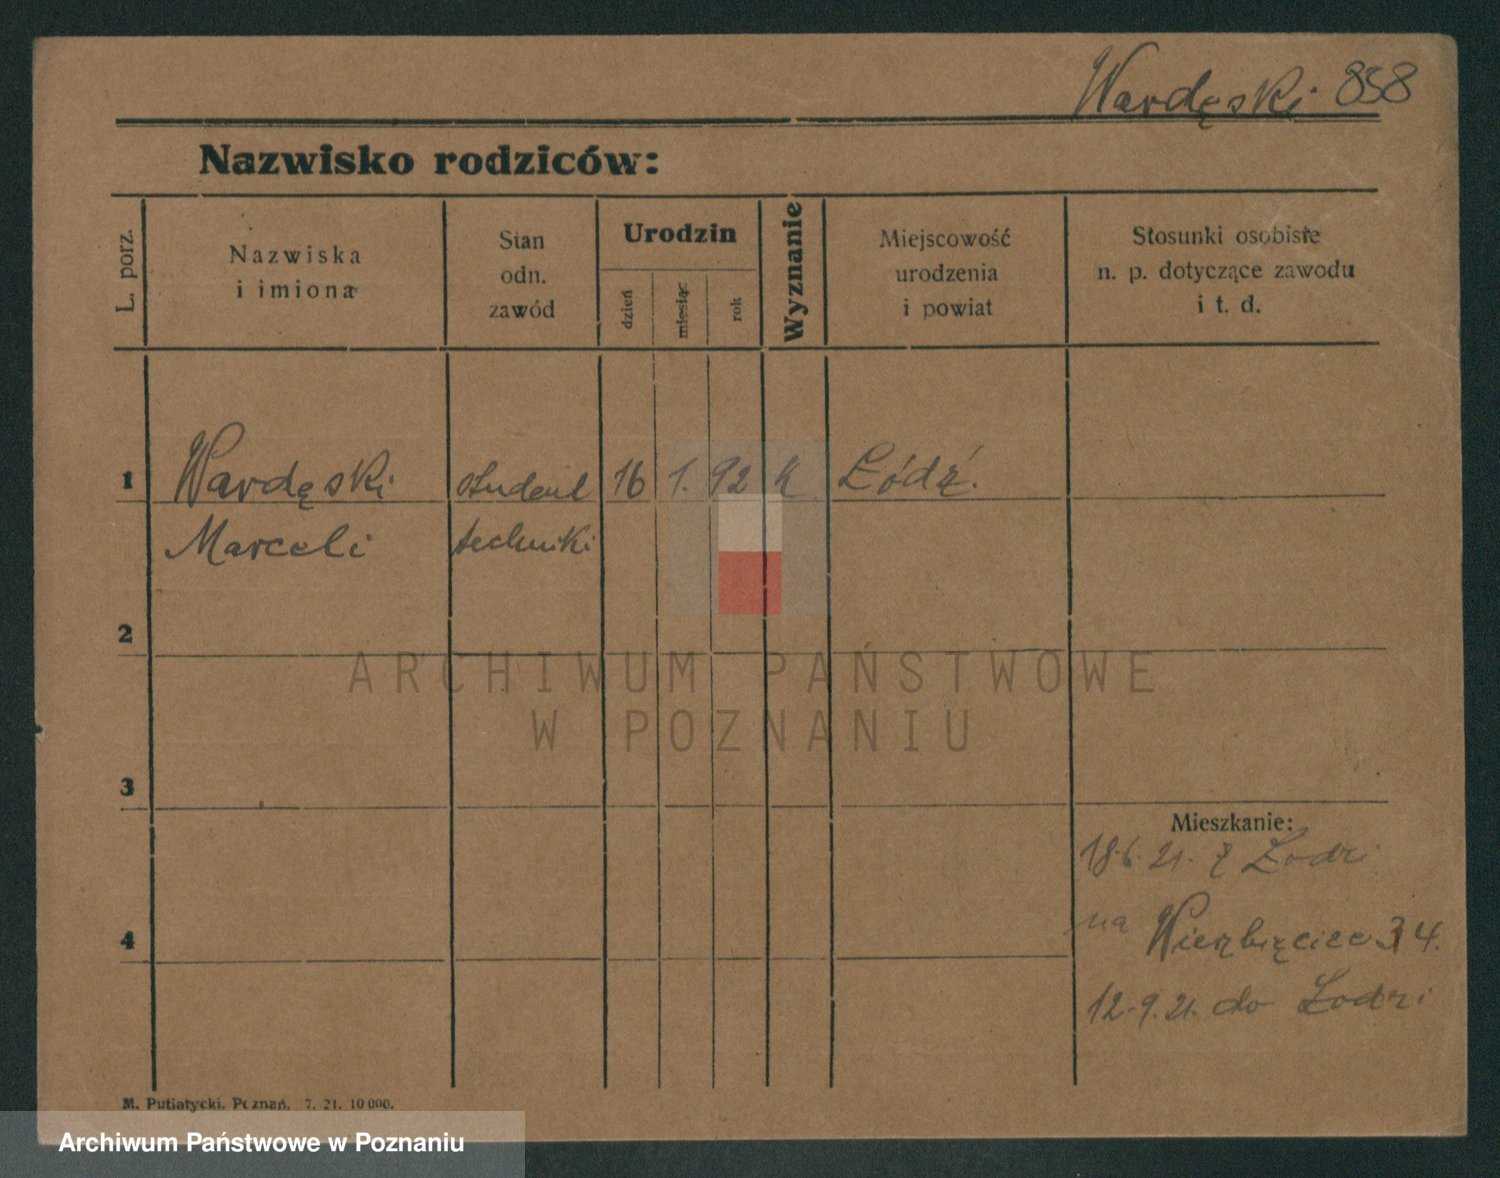 Wardęski 858
Nazwisko rodziców:
L. porz.
Nazwiska
i imiona
Stan
odn.
zawód
Urodzin
dzień
miesiąc
rok
Wyznanie
Miejscowość
urodzenia
i powiat
Stosunki osobiste
n. p. dotyczące zawodu
i t. d.
1 Wardęski student 16 1. 92 k Łódź.
Marceli techniki
2
3
4
Mieszkanie:
18.6.21. z Łodzi
na Wierzbięcice 34.
12.9.21. do Łodzi
M. Putiatycki. Poznań. 7. 21. 10 000.
ARCHIWUM PAŃSTWOWE
W POZNANIU
Archiwum Państwowe w Poznaniu